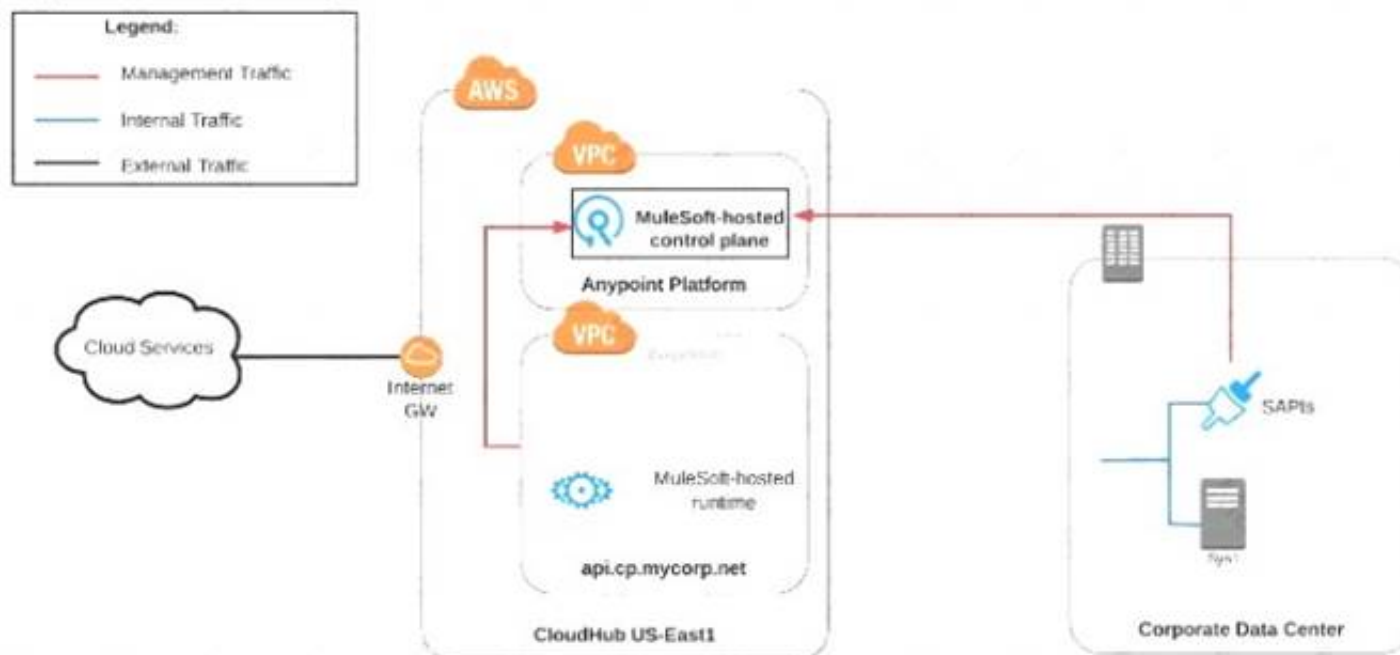 Legend:
Management Traffic
Internal Traffic
External Traffic
AWS
VPC
MuleSoft-hosted
control plane
Anypoint Platform
VPC
Cloud Services
Internet
GW
MuleSoft-hosted
runtime
api.cp.mycorp.net
CloudHub US-East1
SAPIs
Corporate Data Center